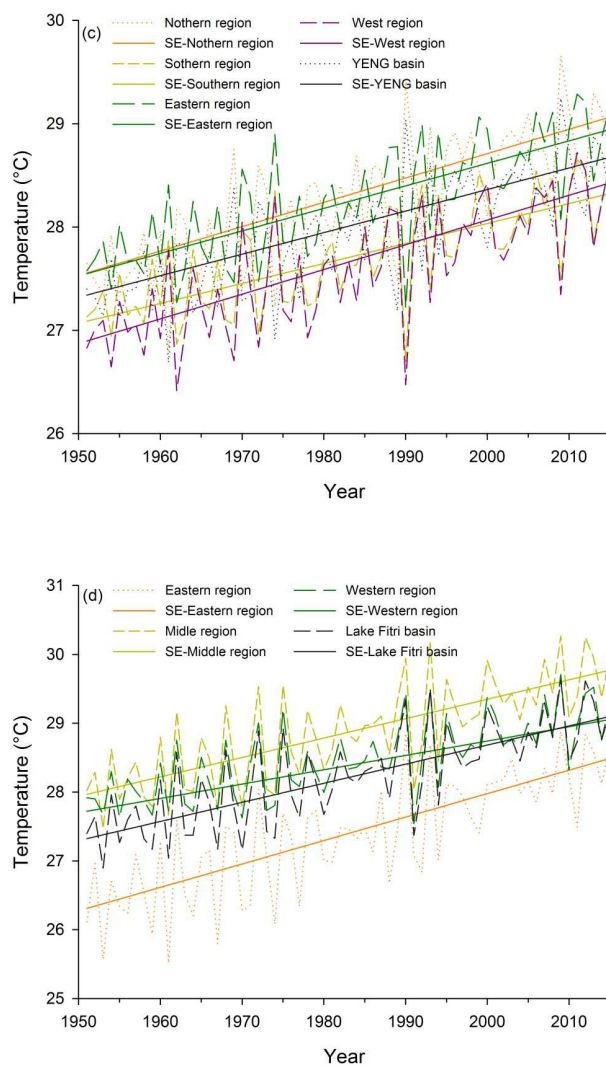 (c)
Nothern region
SE-Nothern region
Sothern region
SE-Southern region
Eastern region
SE-Eastern region
West region
SE-West region
YENG basin
SE-YENG basin
Temperature (°C)
30
29
28
27
26
1950 1960 1970 1980 1990 2000 2010
Year
(d)
Eastern region
SE-Eastern region
Midle region
SE-Middle region
Western region
SE-Western region
Lake Fitri basin
SE-Lake Fitri basin
Temperature (°C)
31
30
29
28
27
26
25
1950 1960 1970 1980 1990 2000 2010
Year